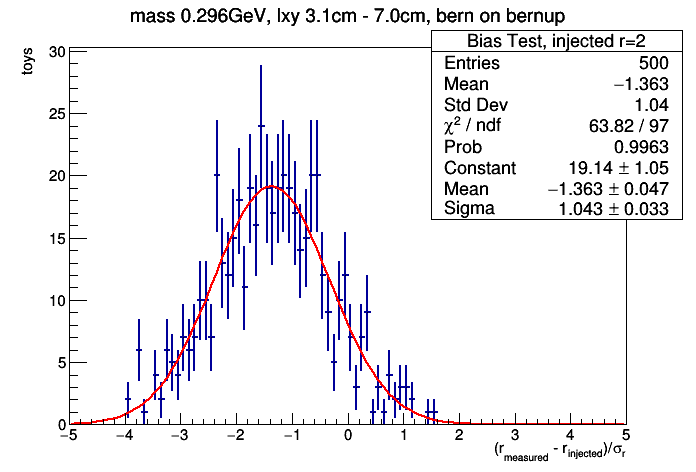 mass 0.296GeV, lxy 3.1cm - 7.0cm, bern on bernup
Bias Test, injected r=2
Entries 500
Mean −1.363
Std Dev 1.04
χ² / ndf 63.82 / 97
Prob 0.9963
Constant 19.14 ± 1.05
Mean −1.363 ± 0.047
Sigma 1.043 ± 0.033
toys
30
25
20
15
10
5
0
−5 −4 −3 −2 −1 0 1 2 3 4 5
(r_measured - r_injected)/σ_r